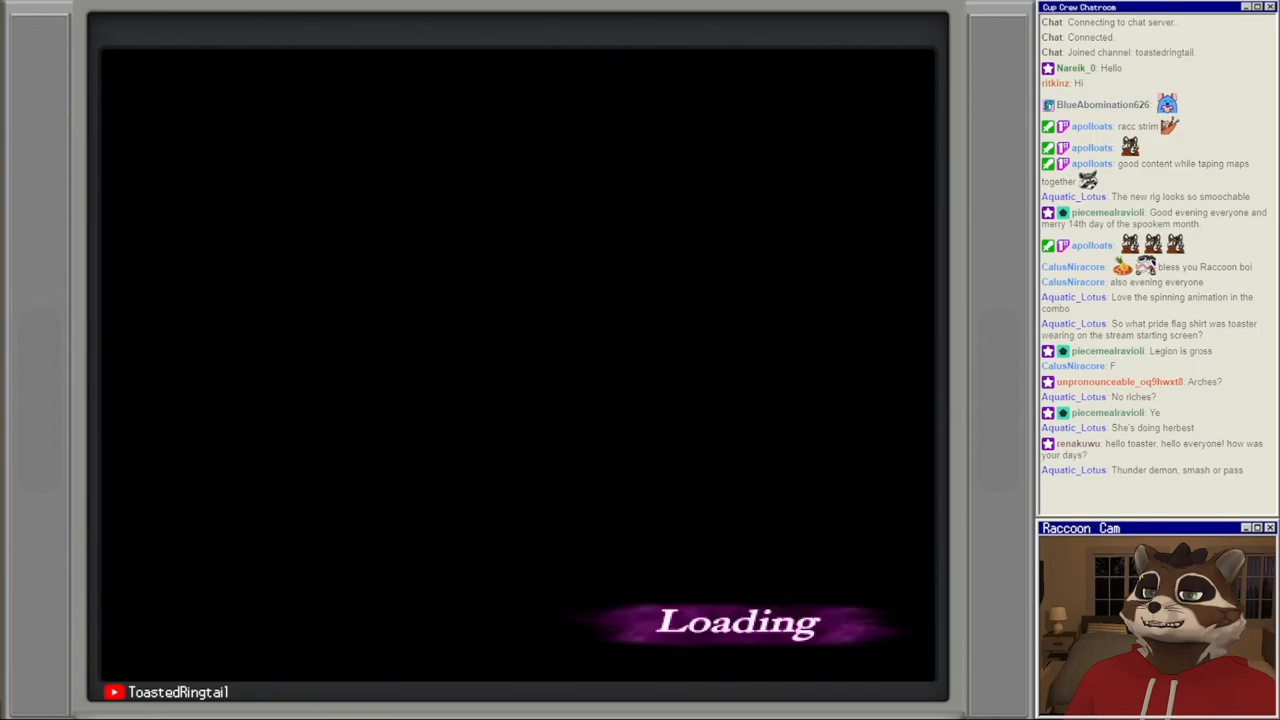 Loading
ToastedRingtail
Cup Crew Chatroom
Chat: Connecting to chat server..
Chat: Connected.
Chat: Joined channel: toastedringtail
Nareik_0: Hello
ritkinz: Hi
BlueAbomination626:
apolloats: racc strim
apolloats:
apolloats: good content while taping maps
together
Aquatic_Lotus: The new rig looks so smoochable
piecemealravioli: Good evening everyone and
merry 14th day of the spookem month.
apolloats:
CalusNiracore: bless you Raccoon boi
CalusNiracore: also evening everyone
Aquatic_Lotus: Love the spinning animation in the
combo
Aquatic_Lotus: So what pride flag shirt was toaster
wearing on the stream starting screen?
piecemealravioli: Legion is gross
CalusNiracore: F
unpronounceable_oq9hwxt8: Arches?
Aquatic_Lotus: No riches?
piecemealravioli: Ye
Aquatic_Lotus: She's doing herbest
renakuwu: hello toaster, hello everyone! how was
your days?
Aquatic_Lotus: Thunder demon, smash or pass
Raccoon Cam